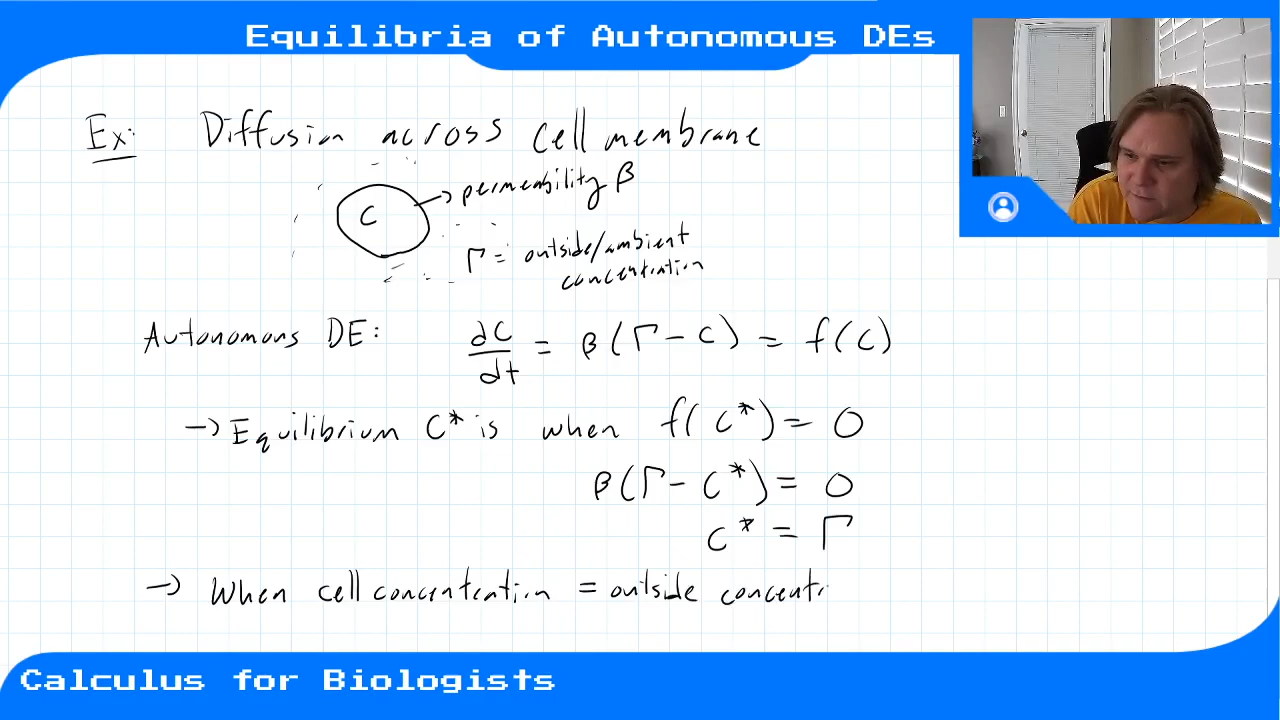 Equilibria of Autonomous DEs
Ex: Diffusion across cell membrane
C → permeability β
Γ = outside/ambient
concentration
Autonomous DE: dC/dt = β(Γ - C) = f(C)
→ Equilibrium C* is when f(C*) = 0
β(Γ - C*) = 0
C* = Γ
→ When cell concentration = outside concentr
Calculus for Biologists